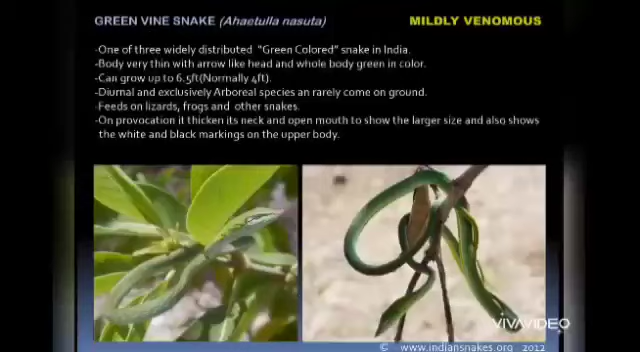 GREEN VINE SNAKE (Ahaetulla nasuta)
MILDLY VENOMOUS
-One of three widely distributed "Green Colored" snake in India.
-Body very thin with arrow like head and whole body green in color.
-Can grow up to 6.5ft(Normally 4ft).
-Diurnal and exclusively Arboreal species an rarely come on ground.
-Feeds on lizards, frogs and other snakes.
-On provocation it thicken its neck and open mouth to show the larger size and also shows
the white and black markings on the upper body.
VIVAVIDEO
© www.indiansnakes.org 2012